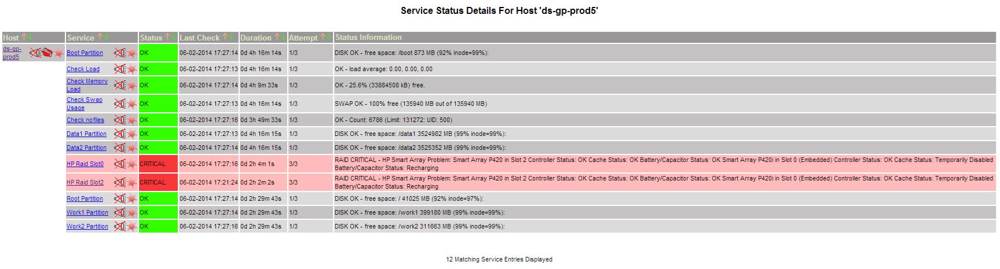 Service Status Details For Host 'ds-gp-prod5'
Host Service Status Last Check Duration Attempt Status Information
ds-gp-prod5 Boot Partition OK 06-02-2014 17:27:14 0d 4h 16m 14s 1/3 DISK OK - free space: /boot 873 MB (92% inode=99%):
Check Load OK 06-02-2014 17:27:13 0d 4h 16m 14s 1/3 OK - load average: 0.00, 0.00, 0.00
Check Memory Load OK 06-02-2014 17:27:14 0d 4h 9m 33s 1/3 OK - 25.6% (33884508 kB) free.
Check Swap Usage OK 06-02-2014 17:27:13 0d 4h 16m 14s 1/3 SWAP OK - 100% free (135940 MB out of 135940 MB)
Check nofiles OK 06-02-2014 17:27:16 0d 3h 49m 33s 1/3 OK - Count: 6786 (Limit: 131272: UID: 500)
Data1 Partition OK 06-02-2014 17:27:13 0d 4h 16m 15s 1/3 DISK OK - free space: /data1 3524982 MB (99% inode=99%):
Data2 Partition OK 06-02-2014 17:27:14 0d 4h 16m 15s 1/3 DISK OK - free space: /data2 3525352 MB (99% inode=99%):
HP Raid Slot0 CRITICAL 06-02-2014 17:27:16 0d 2h 4m 1s 3/3 RAID CRITICAL - HP Smart Array Problem: Smart Array P420 in Slot 2 Controller Status: OK Cache Status: OK Battery/Capacitor Status: OK Smart Array P420i in Slot 0 (Embedded) Controller Status: OK Cache Status: Temporarily Disabled
Battery/Capacitor Status: Recharging
HP Raid Slot2 CRITICAL 06-02-2014 17:21:24 0d 2h 2m 2s 3/3 RAID CRITICAL - HP Smart Array Problem: Smart Array P420 in Slot 2 Controller Status: OK Cache Status: OK Battery/Capacitor Status: OK Smart Array P420i in Slot 0 (Embedded) Controller Status: OK Cache Status: Temporarily Disabled
Battery/Capacitor Status: Recharging
Root Partition OK 06-02-2014 17:27:14 0d 2h 29m 43s 1/3 DISK OK - free space: / 41025 MB (92% inode=97%):
Work1 Partition OK 06-02-2014 17:27:14 0d 2h 29m 43s 1/3 DISK OK - free space: /work1 399180 MB (99% inode=99%):
Work2 Partition OK 06-02-2014 17:27:16 0d 2h 29m 43s 1/3 DISK OK - free space: /work2 311663 MB (99% inode=99%):
12 Matching Service Entries Displayed